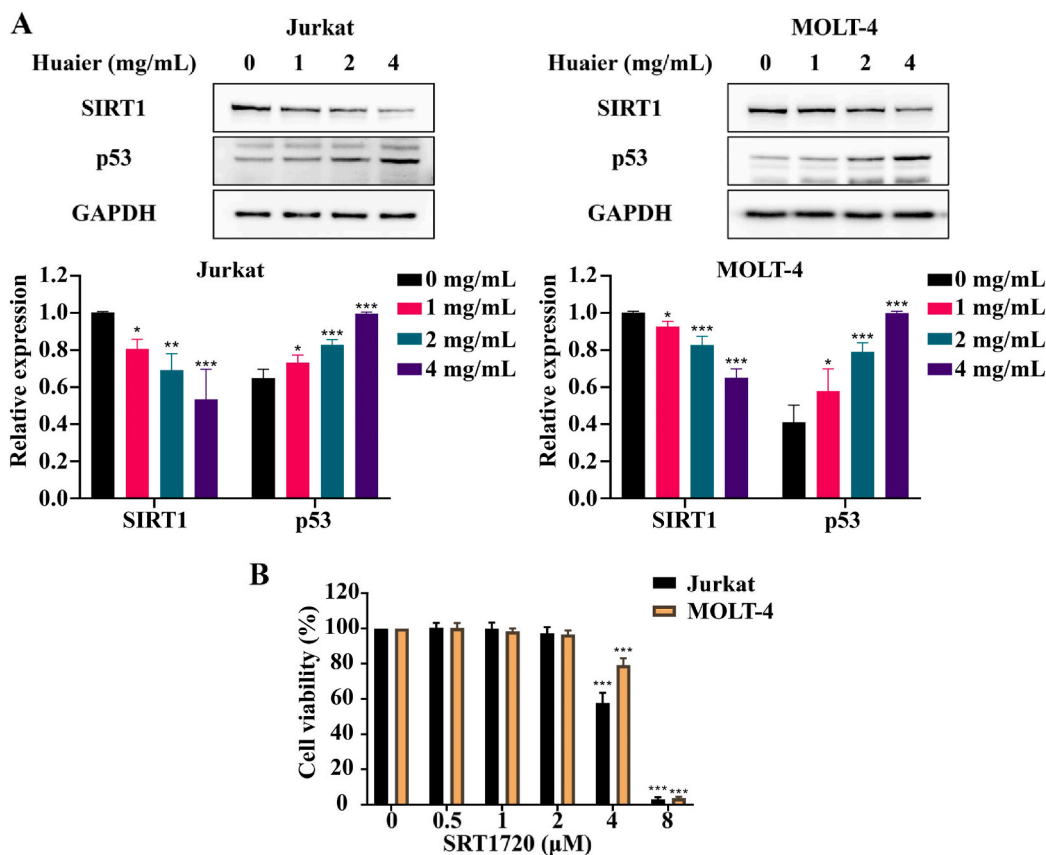 A
Jurkat
Huaier (mg/mL) 0 1 2 4
SIRT1
p53
GAPDH
MOLT-4
Huaier (mg/mL) 0 1 2 4
SIRT1
p53
GAPDH
Jurkat
Relative expression
1.2
1.0
0.8
0.6
0.4
0.2
0.0
* ** *** * *** ***
SIRT1 p53
0 mg/mL
1 mg/mL
2 mg/mL
4 mg/mL
MOLT-4
Relative expression
1.2
1.0
0.8
0.6
0.4
0.2
0.0
* *** *** * *** ***
SIRT1 p53
0 mg/mL
1 mg/mL
2 mg/mL
4 mg/mL
B
Cell viability (%)
120
100
80
60
40
20
0
Jurkat
MOLT-4
*** *** *** ***
0 0.5 1 2 4 8
SRT1720 (μM)